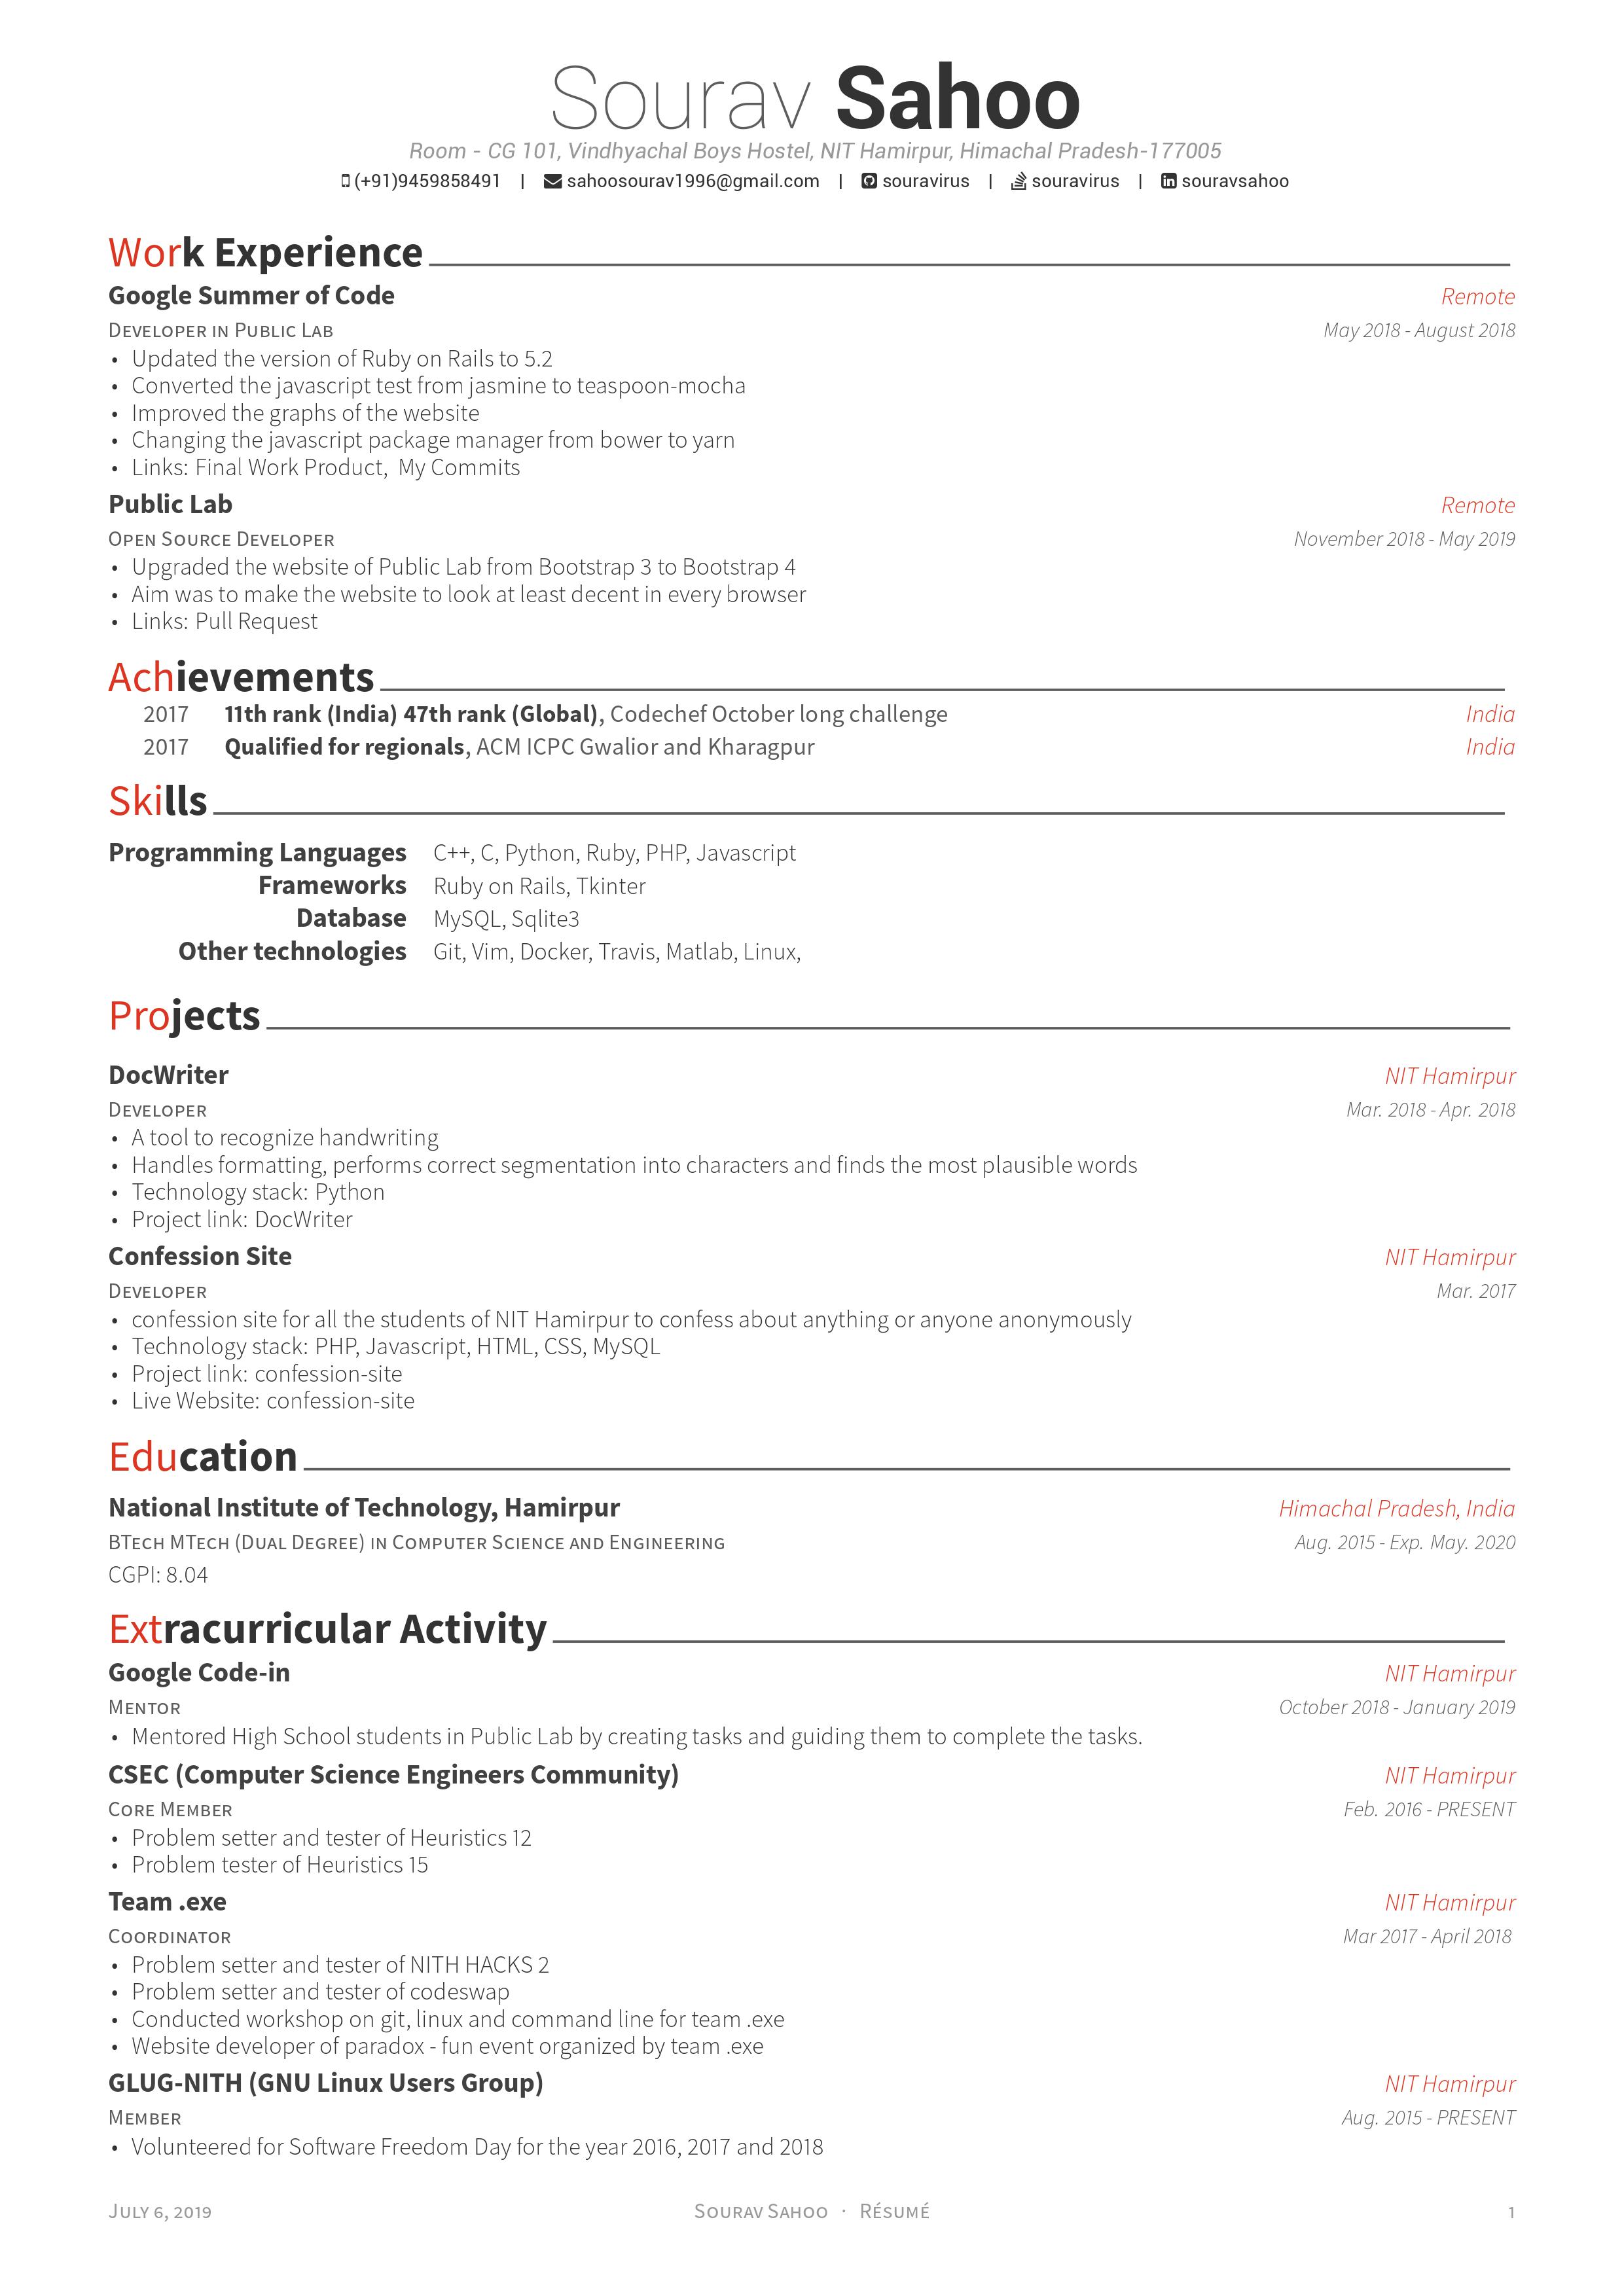 Sourav Sahoo
Room - CG 101, Vindhyachal Boys Hostel, NIT Hamirpur, Himachal Pradesh-177005
(+91)9459858491 | sahoosourav1996@gmail.com | souravirus | souravirus | souravsahoo
Work Experience
Google Summer of Code Remote
Developer in Public Lab May 2018 - August 2018
• Updated the version of Ruby on Rails to 5.2
• Converted the javascript test from jasmine to teaspoon-mocha
• Improved the graphs of the website
• Changing the javascript package manager from bower to yarn
• Links: Final Work Product, My Commits
Public Lab Remote
Open Source Developer November 2018 - May 2019
• Upgraded the website of Public Lab from Bootstrap 3 to Bootstrap 4
• Aim was to make the website to look at least decent in every browser
• Links: Pull Request
Achievements
2017 11th rank (India) 47th rank (Global), Codechef October long challenge India
2017 Qualified for regionals, ACM ICPC Gwalior and Kharagpur India
Skills
Programming Languages C++, C, Python, Ruby, PHP, Javascript
Frameworks Ruby on Rails, Tkinter
Database MySQL, Sqlite3
Other technologies Git, Vim, Docker, Travis, Matlab, Linux,
Projects
DocWriter NIT Hamirpur
Developer Mar. 2018 - Apr. 2018
• A tool to recognize handwriting
• Handles formatting, performs correct segmentation into characters and finds the most plausible words
• Technology stack: Python
• Project link: DocWriter
Confession Site NIT Hamirpur
Developer Mar. 2017
• confession site for all the students of NIT Hamirpur to confess about anything or anyone anonymously
• Technology stack: PHP, Javascript, HTML, CSS, MySQL
• Project link: confession-site
• Live Website: confession-site
Education
National Institute of Technology, Hamirpur Himachal Pradesh, India
BTech MTech (Dual Degree) in Computer Science and Engineering Aug. 2015 - Exp. May. 2020
CGPI: 8.04
Extracurricular Activity
Google Code-in NIT Hamirpur
Mentor October 2018 - January 2019
• Mentored High School students in Public Lab by creating tasks and guiding them to complete the tasks.
CSEC (Computer Science Engineers Community) NIT Hamirpur
Core Member Feb. 2016 - PRESENT
• Problem setter and tester of Heuristics 12
• Problem tester of Heuristics 15
Team .exe NIT Hamirpur
Coordinator Mar 2017 - April 2018
• Problem setter and tester of NITH HACKS 2
• Problem setter and tester of codeswap
• Conducted workshop on git, linux and command line for team .exe
• Website developer of paradox - fun event organized by team .exe
GLUG-NITH (GNU Linux Users Group) NIT Hamirpur
Member Aug. 2015 - PRESENT
• Volunteered for Software Freedom Day for the year 2016, 2017 and 2018
July 6, 2019 Sourav Sahoo · Résumé 1